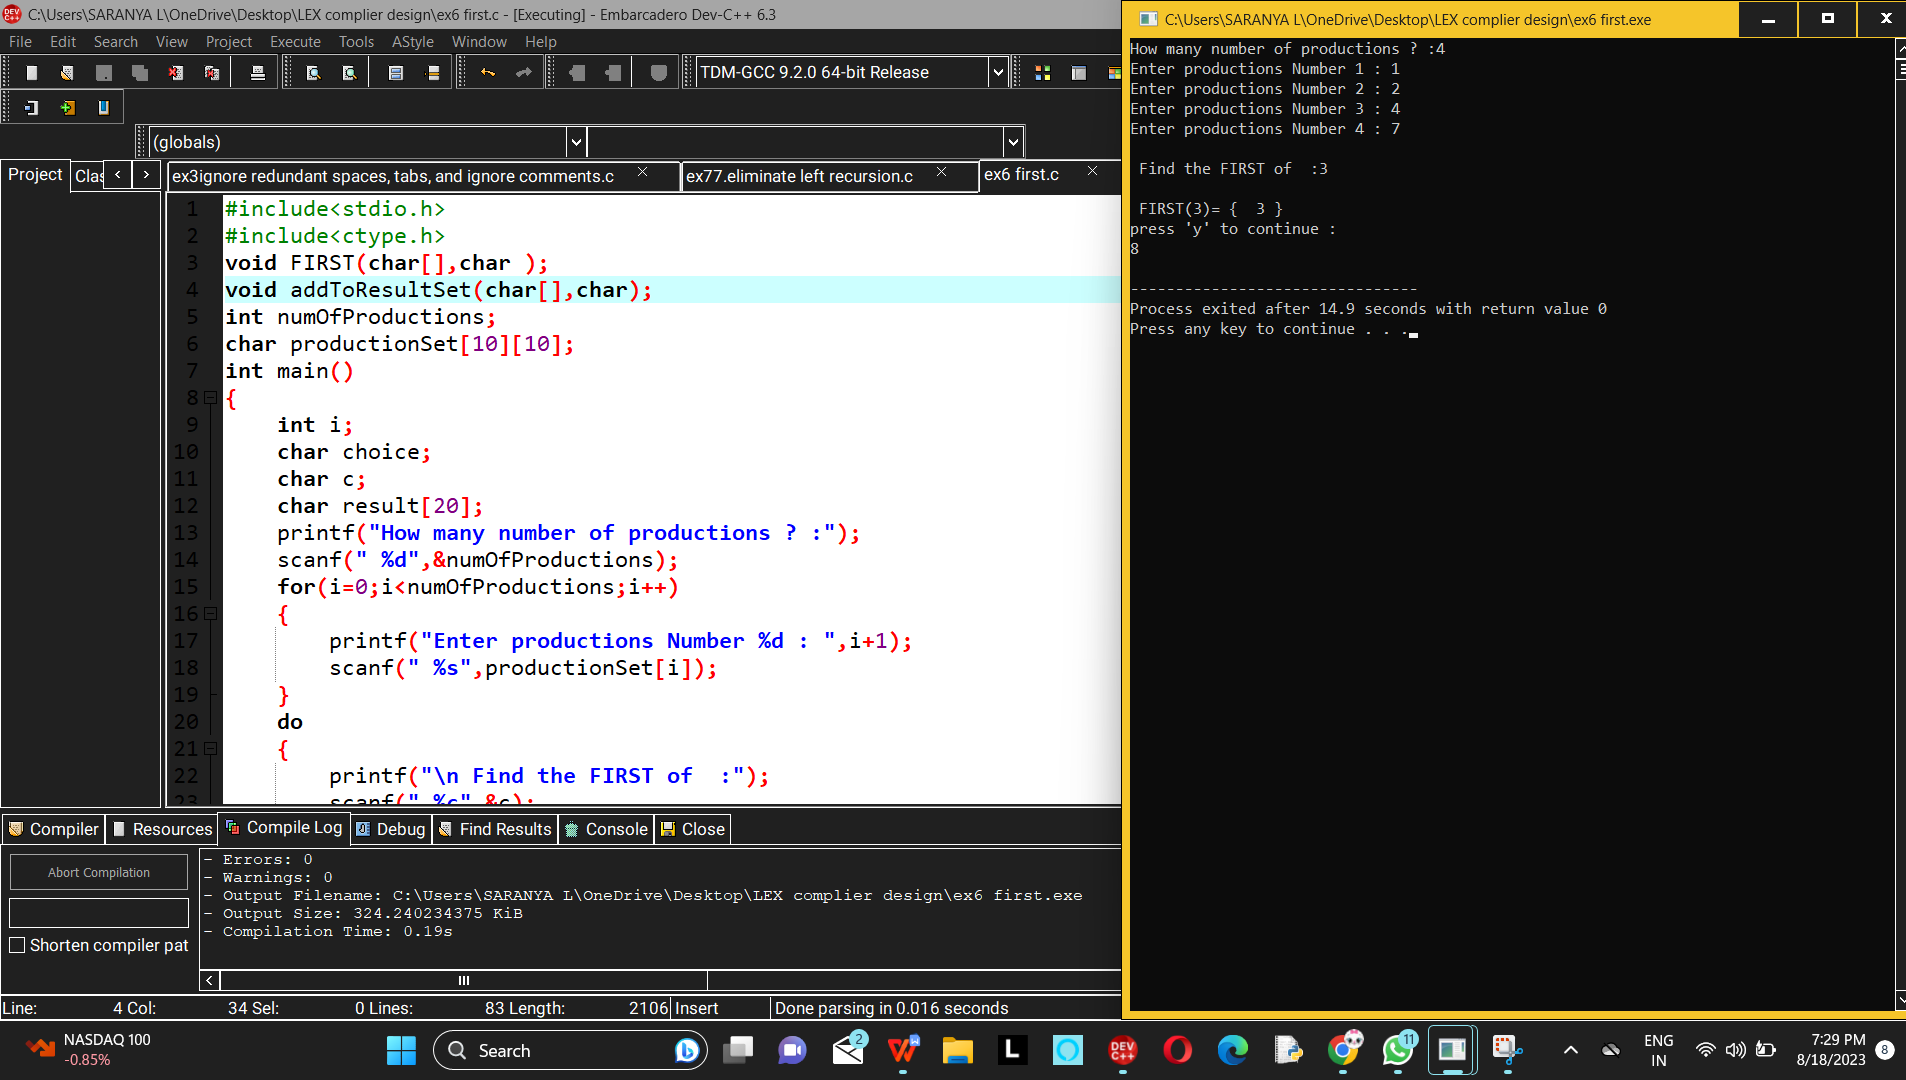 C:\Users\SARANYA L\OneDrive\Desktop\LEX complier design\ex6 first.c - [Executing] - Embarcadero Dev-C++ 6.3
File Edit Search View Project Execute Tools AStyle Window Help
TDM-GCC 9.2.0 64-bit Release
(globals)
Project Clas
ex3ignore redundant spaces, tabs, and ignore comments.c ex77.eliminate left recursion.c ex6 first.c
1 #include<stdio.h>
2 #include<ctype.h>
3 void FIRST(char[],char );
4 void addToResultSet(char[],char);
5 int numOfProductions;
6 char productionSet[10][10];
7 int main()
8 {
9 int i;
10 char choice;
11 char c;
12 char result[20];
13 printf("How many number of productions ? :");
14 scanf(" %d",&numOfProductions);
15 for(i=0;i<numOfProductions;i++)
16 {
17 printf("Enter productions Number %d : ",i+1);
18 scanf(" %s",productionSet[i]);
19 }
20 do
21 {
22 printf("\n Find the FIRST of  :");
23 scanf(" %c",&c);
Compiler Resources Compile Log Debug Find Results Console Close
Abort Compilation
Shorten compiler pat
- Errors: 0
- Warnings: 0
- Output Filename: C:\Users\SARANYA L\OneDrive\Desktop\LEX complier design\ex6 first.exe
- Output Size: 324.240234375 KiB
- Compilation Time: 0.19s
Line: 4 Col: 34 Sel: 0 Lines: 83 Length: 2106 Insert Done parsing in 0.016 seconds
C:\Users\SARANYA L\OneDrive\Desktop\LEX complier design\ex6 first.exe
How many number of productions ? :4
Enter productions Number 1 : 1
Enter productions Number 2 : 2
Enter productions Number 3 : 4
Enter productions Number 4 : 7
Find the FIRST of  :3
FIRST(3)= {  3 }
press 'y' to continue :
8
--------------------------------
Process exited after 14.9 seconds with return value 0
Press any key to continue . . .
NASDAQ 100
-0.85%
Search
2
W
L
DEV C++
11
ENG
IN
7:29 PM
8/18/2023
8